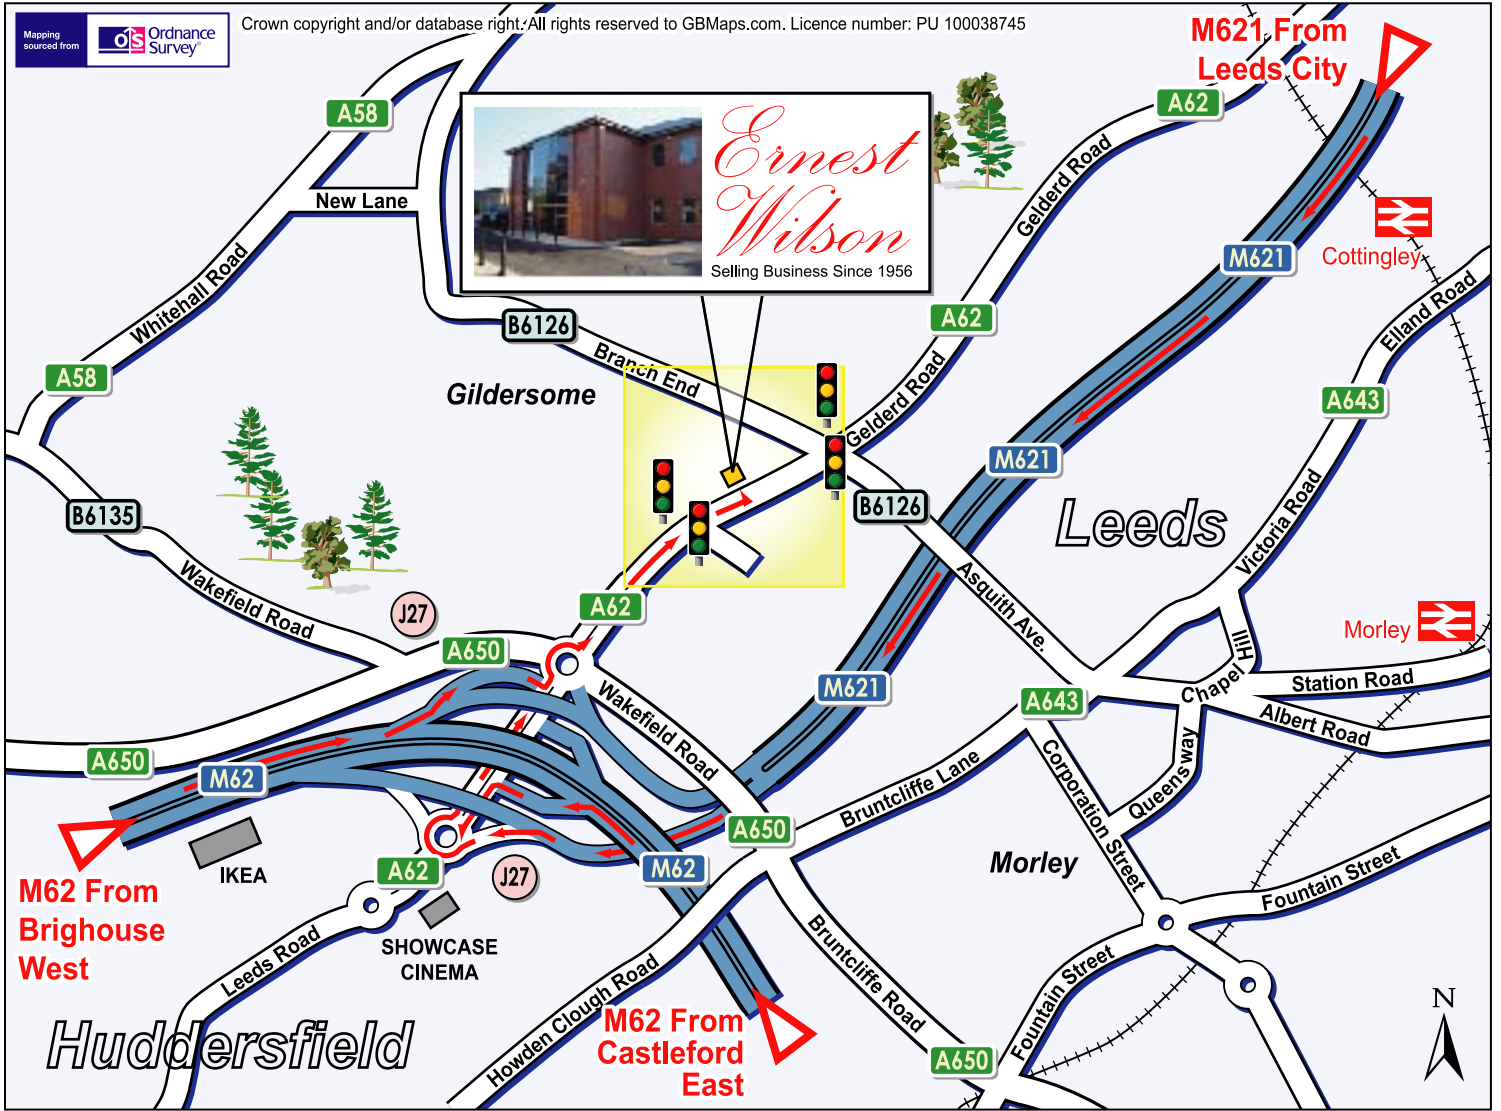 Mapping
sourced from
OS Ordnance
Survey®
Crown copyright and/or database right. All rights reserved to GBMaps.com. Licence number: PU 100038745
M621 From
Leeds City
A58
A62
New Lane
Ernest
Wilson
Selling Business Since 1956
Gelderd Road
M621
Cottingley
Whitehall Road
Elland Road
B6126
A62
Branch End
A58
Gildersome
Gelderd Road
A643
M621
B6135
B6126
Leeds
Victoria Road
Wakefield Road
J27
A62
Asquith Ave.
Morley
A650
Hill
Chapel
Station Road
M621
A643
Wakefield Road
Albert Road
A650
M62
Corporation Street
Queensway
Bruntcliffe Lane
A650
IKEA
A62
J27
M62
Morley
M62 From
Brighouse
West
Fountain Street
SHOWCASE
CINEMA
Leeds Road
Bruntcliffe Road
Fountain Street
Howden Clough Road
Huddersfield
M62 From
Castleford
East
A650
N